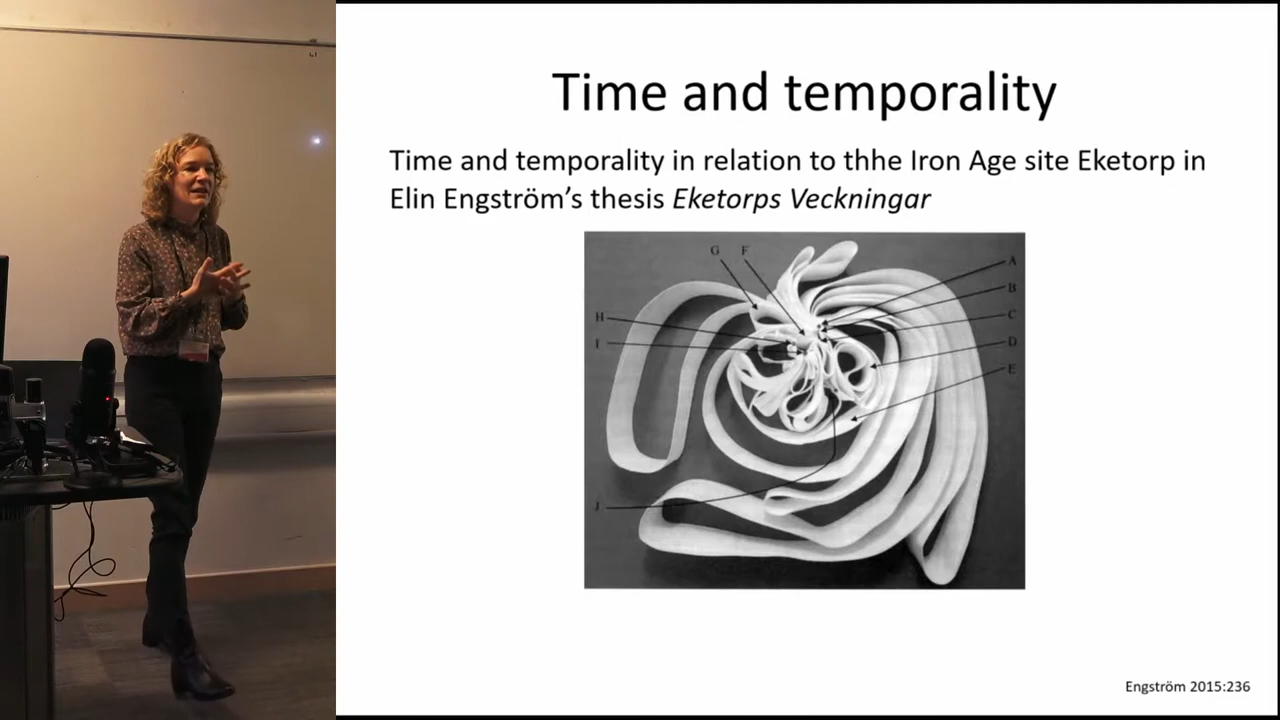 Time and temporality
Time and temporality in relation to thhe Iron Age site Eketorp in
Elin Engström’s thesis Eketorps Veckningar
G F
A
B
H
C
I
D
E
J
Engström 2015:236